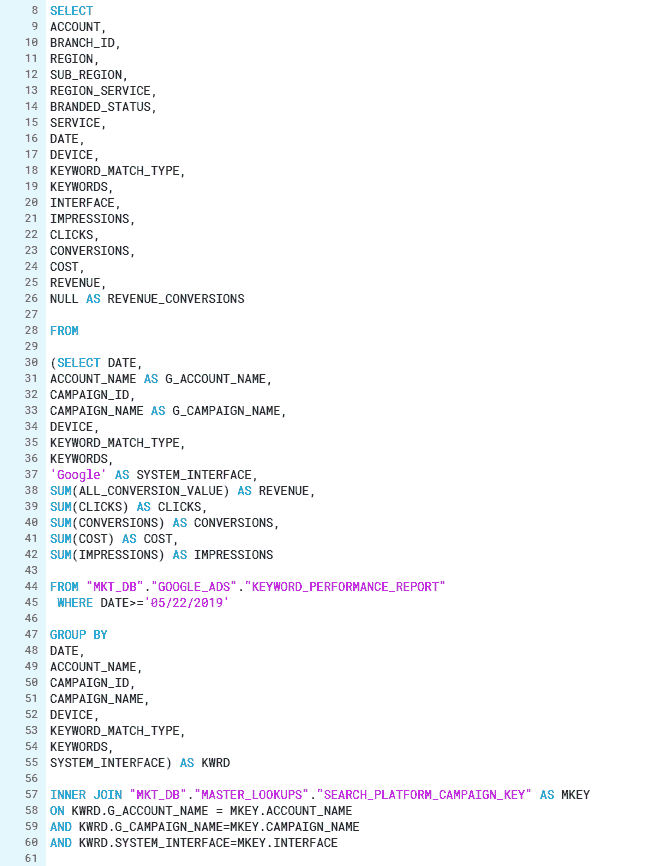 8 SELECT
9 ACCOUNT,
10 BRANCH_ID,
11 REGION,
12 SUB_REGION,
13 REGION_SERVICE,
14 BRANDED_STATUS,
15 SERVICE,
16 DATE,
17 DEVICE,
18 KEYWORD_MATCH_TYPE,
19 KEYWORDS,
20 INTERFACE,
21 IMPRESSIONS,
22 CLICKS,
23 CONVERSIONS,
24 COST,
25 REVENUE,
26 NULL AS REVENUE_CONVERSIONS
27
28 FROM
29
30 (SELECT DATE,
31 ACCOUNT_NAME AS G_ACCOUNT_NAME,
32 CAMPAIGN_ID,
33 CAMPAIGN_NAME AS G_CAMPAIGN_NAME,
34 DEVICE,
35 KEYWORD_MATCH_TYPE,
36 KEYWORDS,
37 'Google' AS SYSTEM_INTERFACE,
38 SUM(ALL_CONVERSION_VALUE) AS REVENUE,
39 SUM(CLICKS) AS CLICKS,
40 SUM(CONVERSIONS) AS CONVERSIONS,
41 SUM(COST) AS COST,
42 SUM(IMPRESSIONS) AS IMPRESSIONS
43
44 FROM "MKT_DB"."GOOGLE_ADS"."KEYWORD_PERFORMANCE_REPORT"
45 WHERE DATE>='05/22/2019'
46
47 GROUP BY
48 DATE,
49 ACCOUNT_NAME,
50 CAMPAIGN_ID,
51 CAMPAIGN_NAME,
52 DEVICE,
53 KEYWORD_MATCH_TYPE,
54 KEYWORDS,
55 SYSTEM_INTERFACE) AS KWRD
56
57 INNER JOIN "MKT_DB"."MASTER_LOOKUPS"."SEARCH_PLATFORM_CAMPAIGN_KEY" AS MKEY
58 ON KWRD.G_ACCOUNT_NAME = MKEY.ACCOUNT_NAME
59 AND KWRD.G_CAMPAIGN_NAME=MKEY.CAMPAIGN_NAME
60 AND KWRD.SYSTEM_INTERFACE=MKEY.INTERFACE
61